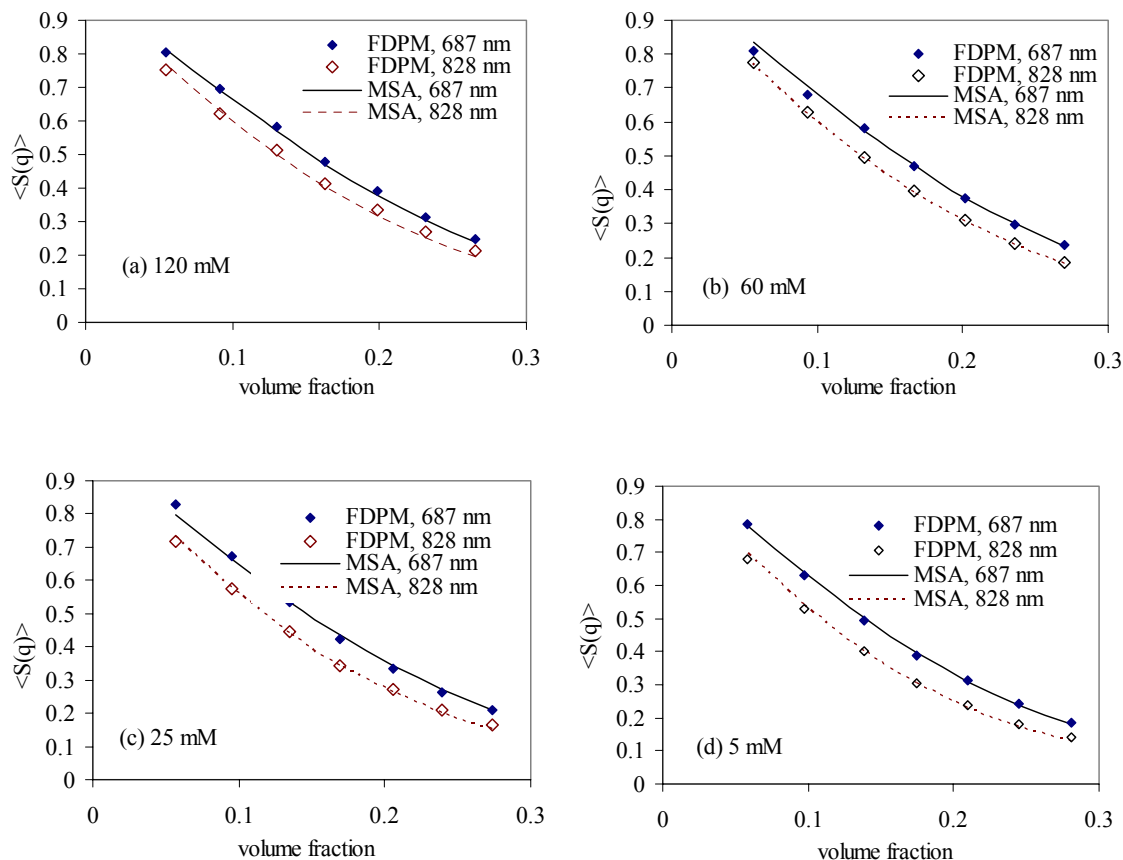 0.9
0.8
0.7
0.6
0.5
0.4
0.3
0.2
0.1
0
<S(q)>
FDPM, 687 nm
FDPM, 828 nm
MSA, 687 nm
MSA, 828 nm
(a) 120 mM
0 0.1 0.2 0.3
volume fraction
0.9
0.8
0.7
0.6
0.5
0.4
0.3
0.2
0.1
0
<S(q)>
FDPM, 687 nm
FDPM, 828 nm
MSA, 687 nm
MSA, 828 nm
(b) 60 mM
0 0.1 0.2 0.3
volume fraction
0.9
0.8
0.7
0.6
0.5
0.4
0.3
0.2
0.1
0
<S(q)>
FDPM, 687 nm
FDPM, 828 nm
MSA, 687 nm
MSA, 828 nm
(c) 25 mM
0 0.1 0.2 0.3
volume fraction
0.9
0.8
0.7
0.6
0.5
0.4
0.3
0.2
0.1
0
<S(q)>
FDPM, 687 nm
FDPM, 828 nm
MSA, 687 nm
MSA, 828 nm
(d) 5 mM
0 0.1 0.2 0.3
volume fraction